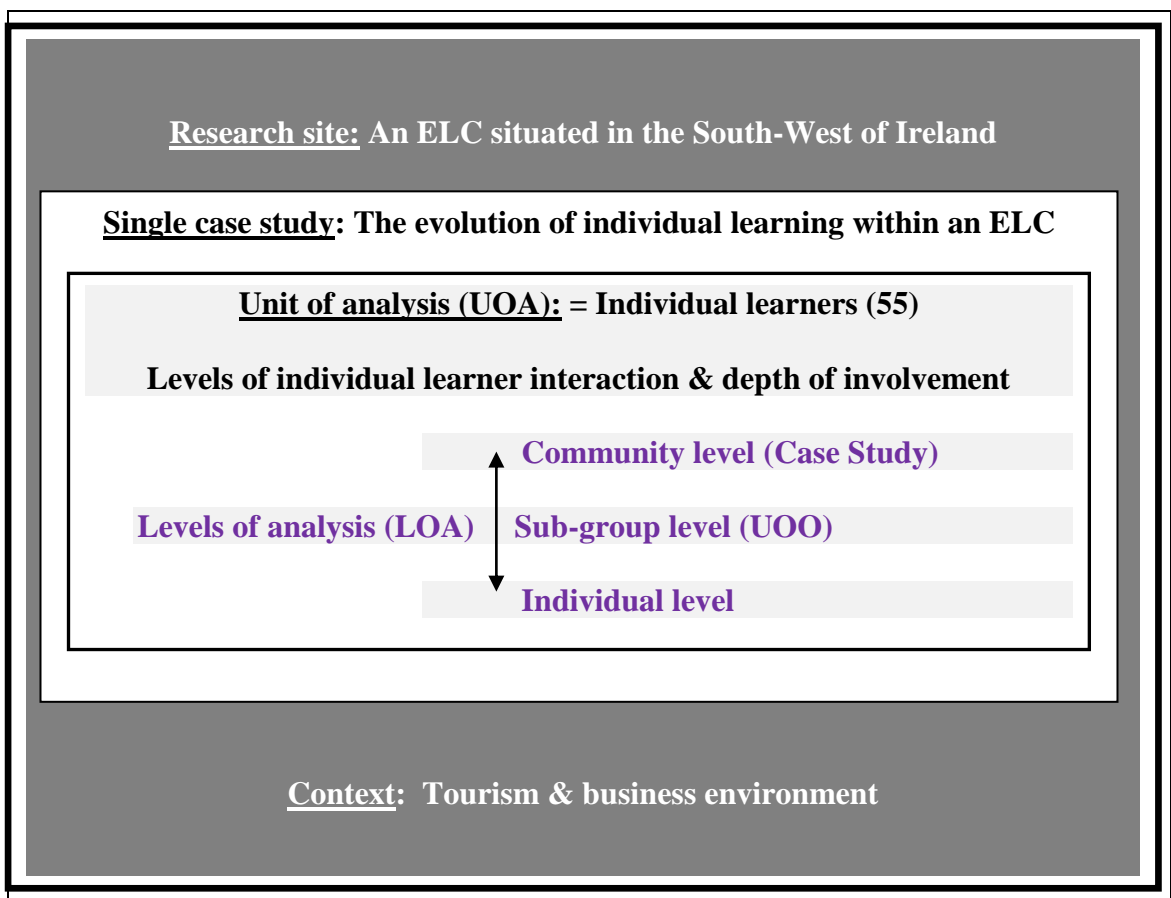 Research site: An ELC situated in the South-West of Ireland
Single case study: The evolution of individual learning within an ELC
Unit of analysis (UOA): = Individual learners (55)
Levels of individual learner interaction & depth of involvement
Community level (Case Study)
Levels of analysis (LOA) Sub-group level (UOO)
Individual level
Context: Tourism & business environment